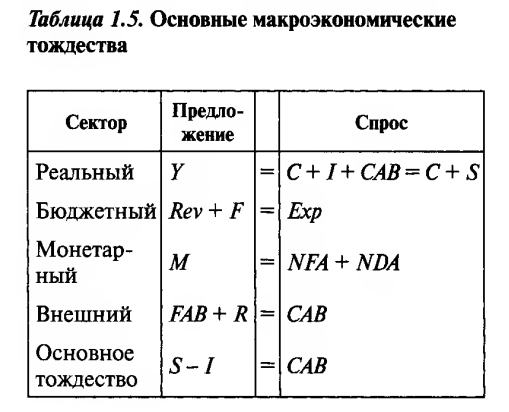 Таблица 1.5. Основные макроэкономические
тождества
Сектор Предло-
жение Спрос
Реальный Y = C + I + CAB = C + S
Бюджетный Rev + F = Exp
Монетар-
ный M = NFA + NDA
Внешний FAB + R = CAB
Основное
тождество S – I = CAB